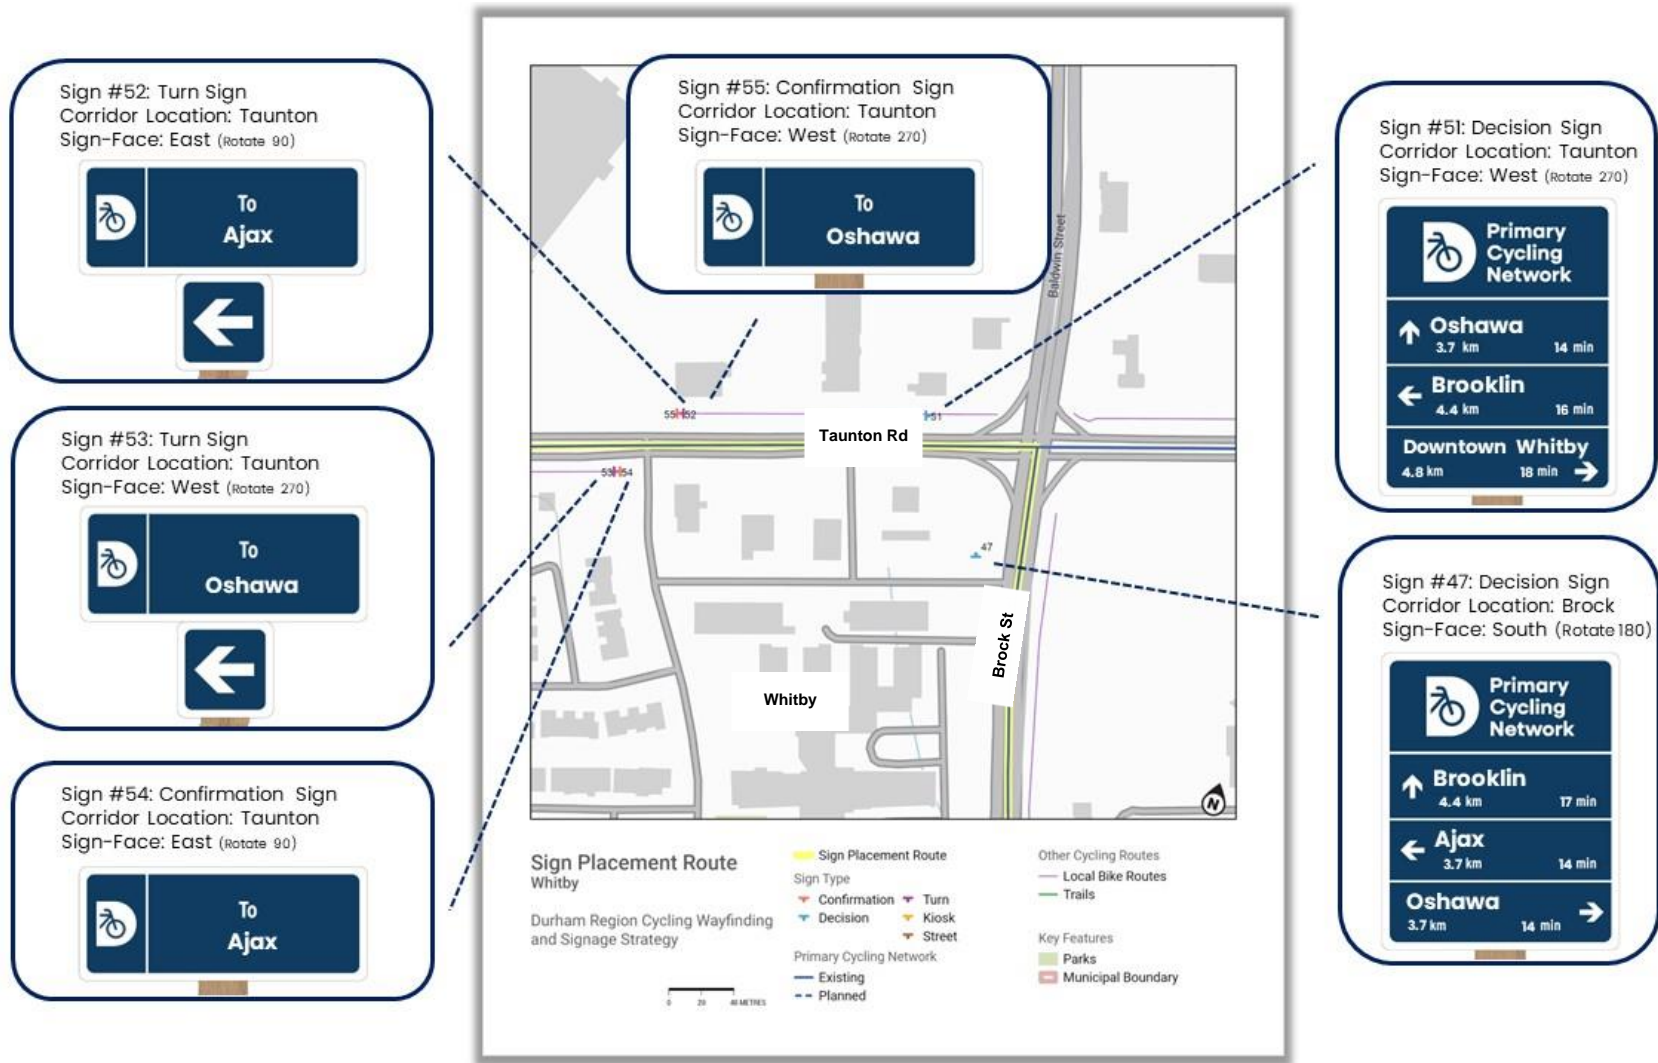 Sign #52: Turn Sign
Corridor Location: Taunton
Sign-Face: East (Rotate 90)
To
Ajax
Sign #53: Turn Sign
Corridor Location: Taunton
Sign-Face: West (Rotate 270)
To
Oshawa
Sign #54: Confirmation Sign
Corridor Location: Taunton
Sign-Face: East (Rotate 90)
To
Ajax
Sign #55: Confirmation Sign
Corridor Location: Taunton
Sign-Face: West (Rotate 270)
To
Oshawa
Baldwin Street
55 52
51
Taunton Rd
53 54
47
Brock St
Whitby
N
Sign Placement Route
Whitby
Durham Region Cycling Wayfinding
and Signage Strategy
0 20 40 METRES
Sign Placement Route
Sign Type
Confirmation Turn
Decision Kiosk
Street
Primary Cycling Network
Existing
Planned
Other Cycling Routes
Local Bike Routes
Trails
Key Features
Parks
Municipal Boundary
Sign #51: Decision Sign
Corridor Location: Taunton
Sign-Face: West (Rotate 270)
Primary
Cycling
Network
Oshawa
3.7 km 14 min
Brooklin
4.4 km 16 min
Downtown Whitby
4.8 km 18 min
Sign #47: Decision Sign
Corridor Location: Brock
Sign-Face: South (Rotate 180)
Primary
Cycling
Network
Brooklin
4.4 km 17 min
Ajax
3.7 km 14 min
Oshawa
3.7 km 14 min